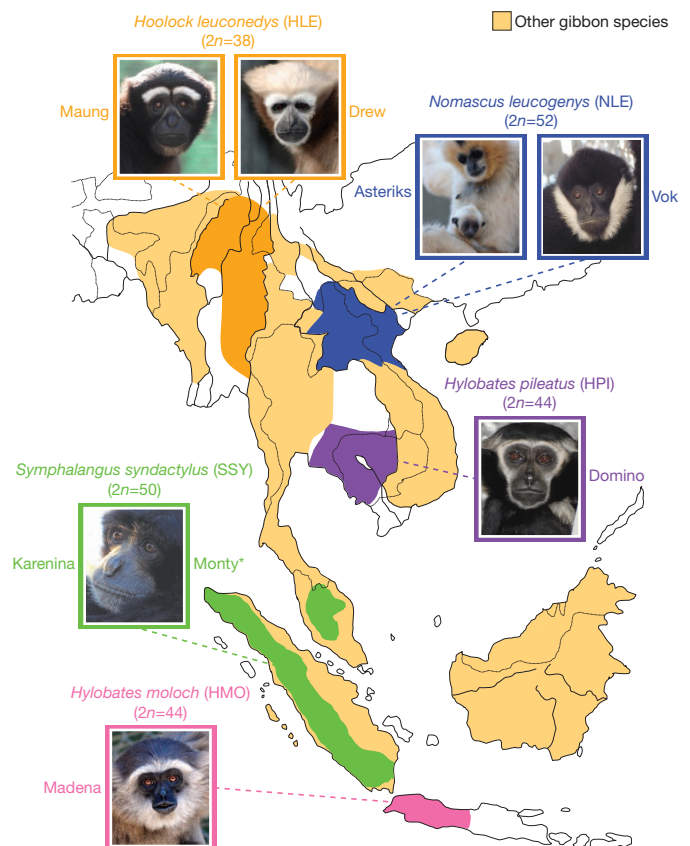 Hoolock leuconedys (HLE)
(2n=38)
Other gibbon species
Maung
Drew
Nomascus leucogenys (NLE)
(2n=52)
Asteriks
Vok
Hylobates pileatus (HPI)
(2n=44)
Domino
Symphalangus syndactylus (SSY)
(2n=50)
Karenina
Monty*
Hylobates moloch (HMO)
(2n=44)
Madena